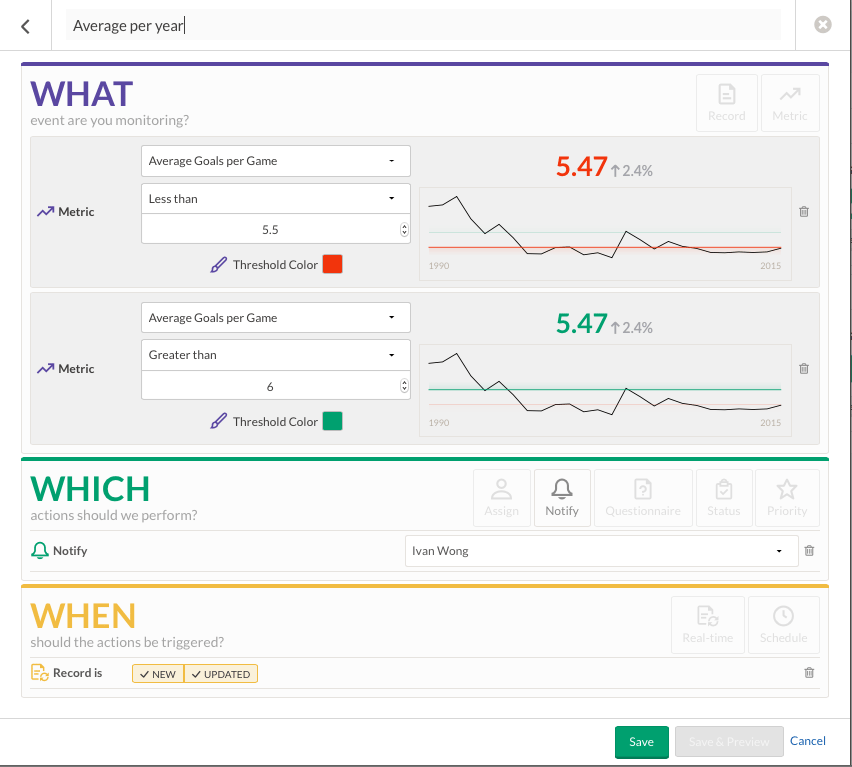 Average per year
WHAT
event are you monitoring?
Record
Metric
Metric
Average Goals per Game
Less than
5.5
Threshold Color
5.47 ↑ 2.4%
1990
2015
Metric
Average Goals per Game
Greater than
6
Threshold Color
5.47 ↑ 2.4%
1990
2015
WHICH
actions should we perform?
Assign
Notify
Questionnaire
Status
Priority
Notify
Ivan Wong
WHEN
should the actions be triggered?
Real-time
Schedule
Record is
✓ NEW
✓ UPDATED
Save
Save & Preview
Cancel